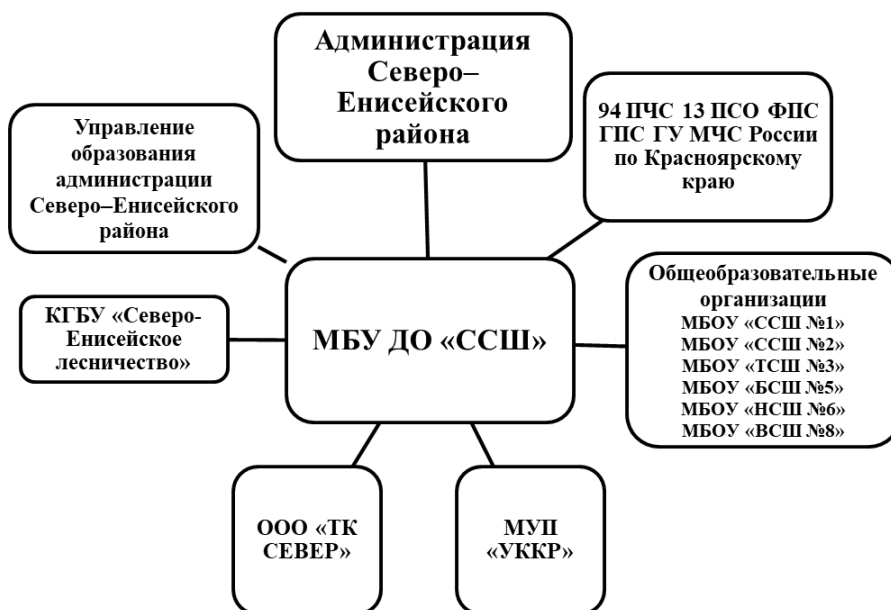 Администрация
Северо–
Енисейского
района
94 ПЧС 13 ПСО ФПС
ГПС ГУ МЧС России
по Красноярскому
краю
Управление
образования
администрации
Северо–Енисейского
района
Общеобразовательные
организации
МБОУ «ССШ №1»
МБОУ «ССШ №2»
МБОУ «ТСШ №3»
МБОУ «БСШ №5»
МБОУ «НСШ №6»
МБОУ «ВСШ №8»
КГБУ «Северо-
Енисейское
лесничество»
МБУ ДО «ССШ»
ООО «ТК
СЕВЕР»
МУП
«УККР»